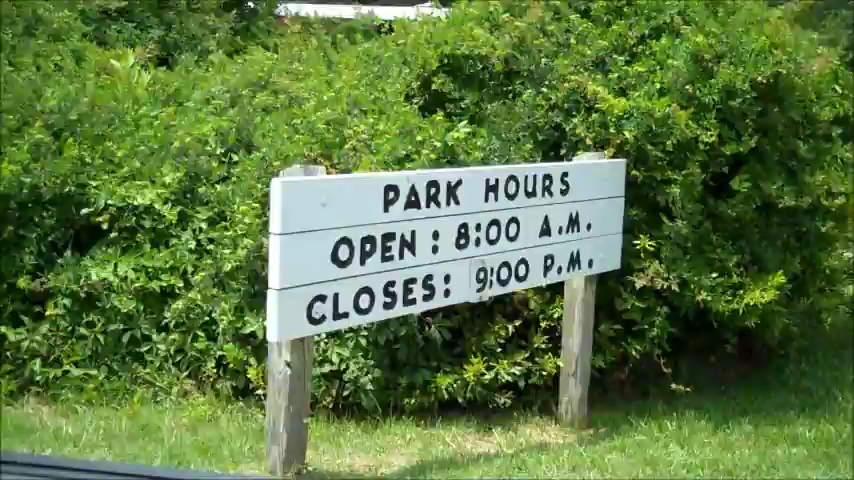 PARK HOURS
OPEN : 8:00 A.M.
CLOSES: 9:00 P.M.